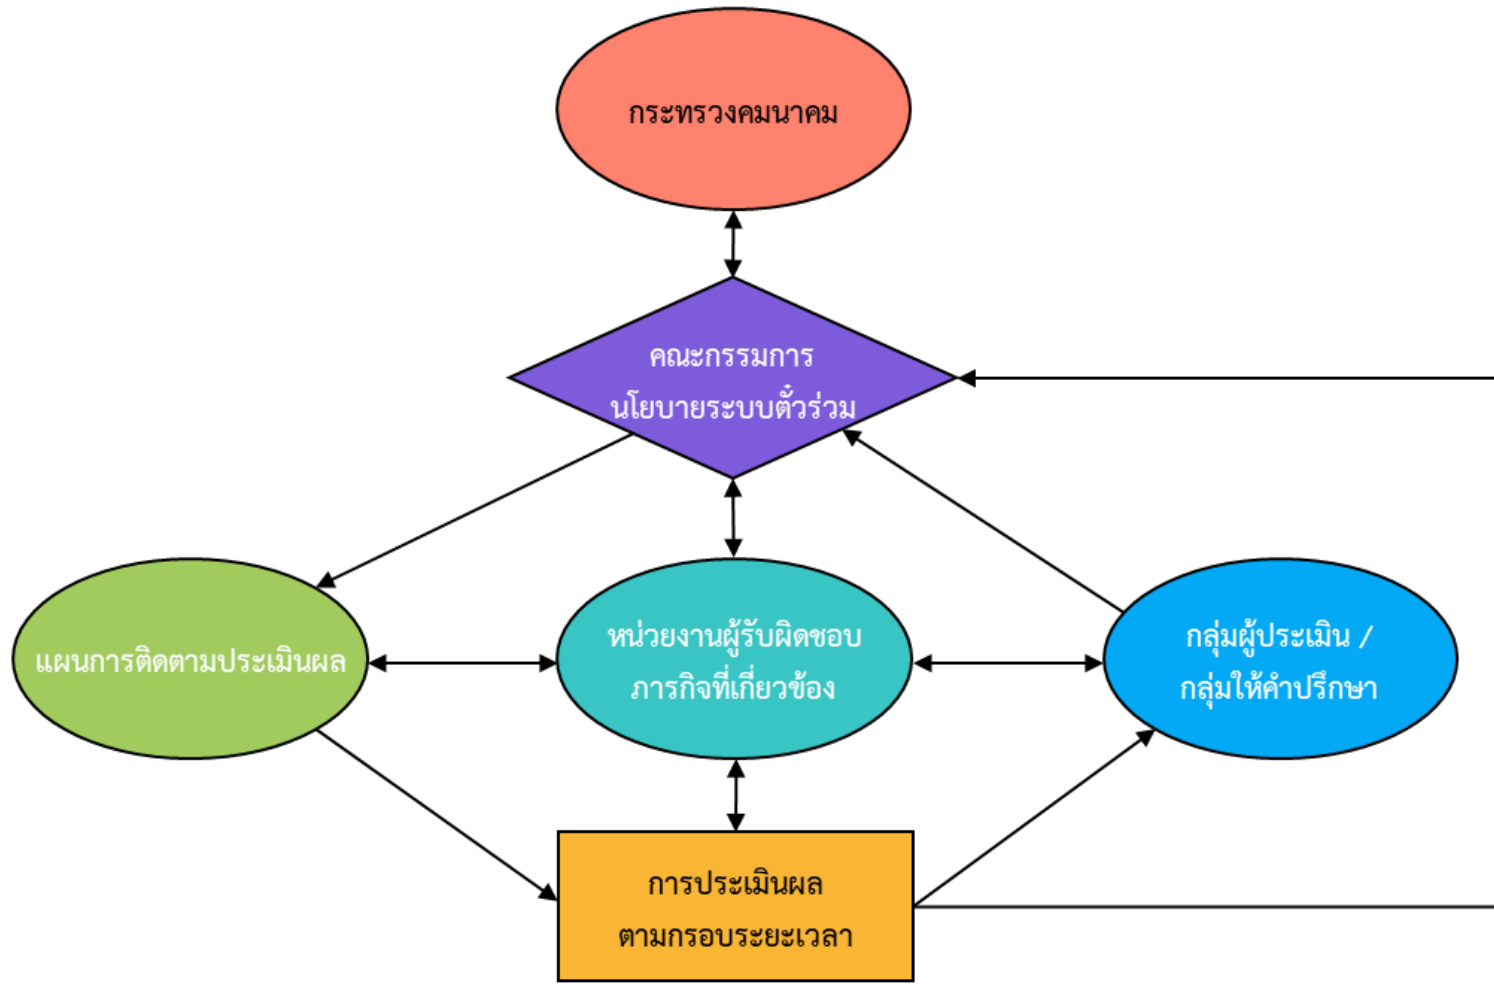 กระทรวงคมนาคม
คณะกรรมการ
นโยบายระบบตั๋วร่วม
แผนการติดตามประเมินผล
หน่วยงานผู้รับผิดชอบ
ภารกิจที่เกี่ยวข้อง
กลุ่มผู้ประเมิน /
กลุ่มให้คำปรึกษา
การประเมินผล
ตามกรอบระยะเวลา